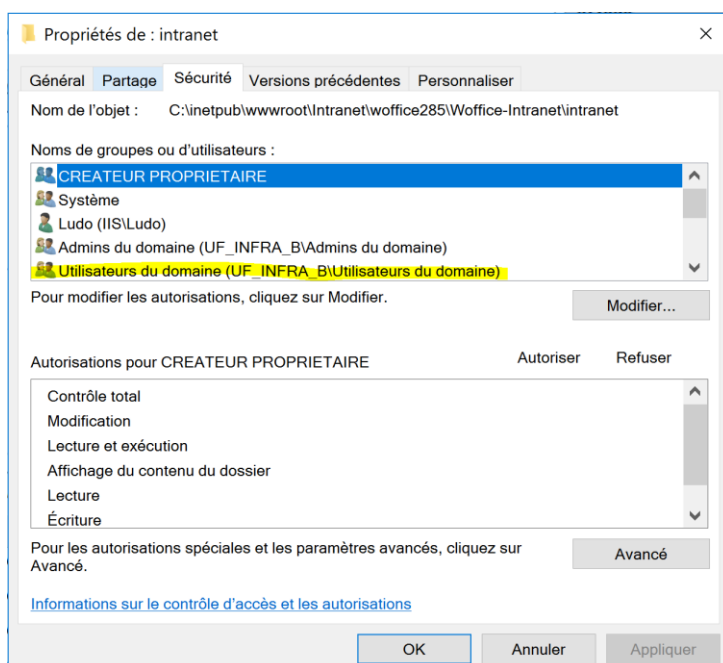 Propriétés de : intranet
Général Partage Sécurité Versions précédentes Personnaliser
Nom de l'objet : C:\inetpub\wwwroot\Intranet\woffice285\Woffice-Intranet\intranet
Noms de groupes ou d'utilisateurs :
CREATEUR PROPRIETAIRE
Système
Ludo (IIS\Ludo)
Admins du domaine (UF_INFRA_B\Admins du domaine)
Utilisateurs du domaine (UF_INFRA_B\Utilisateurs du domaine)
Pour modifier les autorisations, cliquez sur Modifier.
Modifier...
Autorisations pour CREATEUR PROPRIETAIRE Autoriser Refuser
Contrôle total
Modification
Lecture et exécution
Affichage du contenu du dossier
Lecture
Écriture
Pour les autorisations spéciales et les paramètres avancés, cliquez sur
Avancé.
Avancé
Informations sur le contrôle d'accès et les autorisations
OK Annuler Appliquer